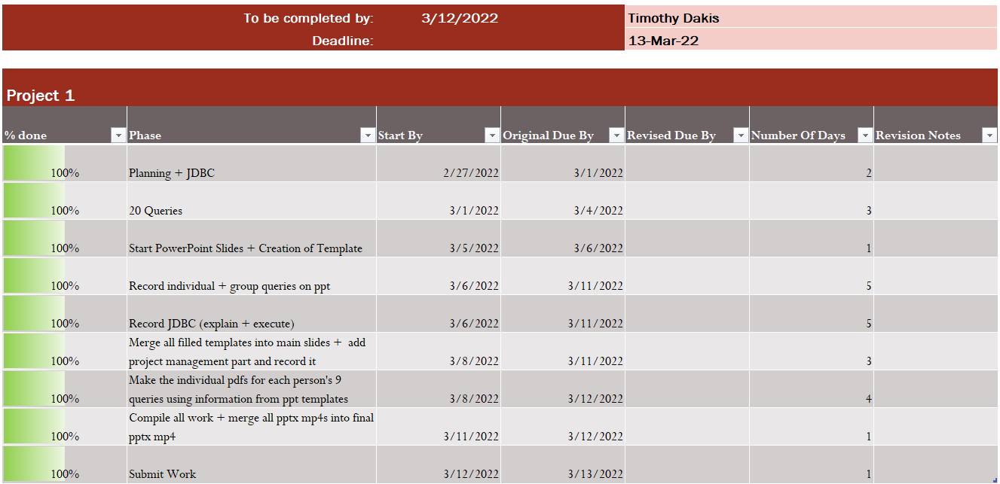 To be completed by: 3/12/2022 Timothy Dakis
Deadline: 13-Mar-22
Project 1
% done Phase Start By Original Due By Revised Due By Number Of Days Revision Notes
100% Planning + JDBC 2/27/2022 3/1/2022 2
100% 20 Queries 3/1/2022 3/4/2022 3
100% Start PowerPoint Slides + Creation of Template 3/5/2022 3/6/2022 1
100% Record individual + group queries on ppt 3/6/2022 3/11/2022 5
100% Record JDBC (explain + execute) 3/6/2022 3/11/2022 5
Merge all filled templates into main slides + add
100% project management part and record it 3/8/2022 3/11/2022 3
Make the individual pdfs for each person's 9
100% queries using information from ppt templates 3/8/2022 3/12/2022 4
Compile all work + merge all pptx mp4s into final
100% pptx mp4 3/11/2022 3/12/2022 1
100% Submit Work 3/12/2022 3/13/2022 1